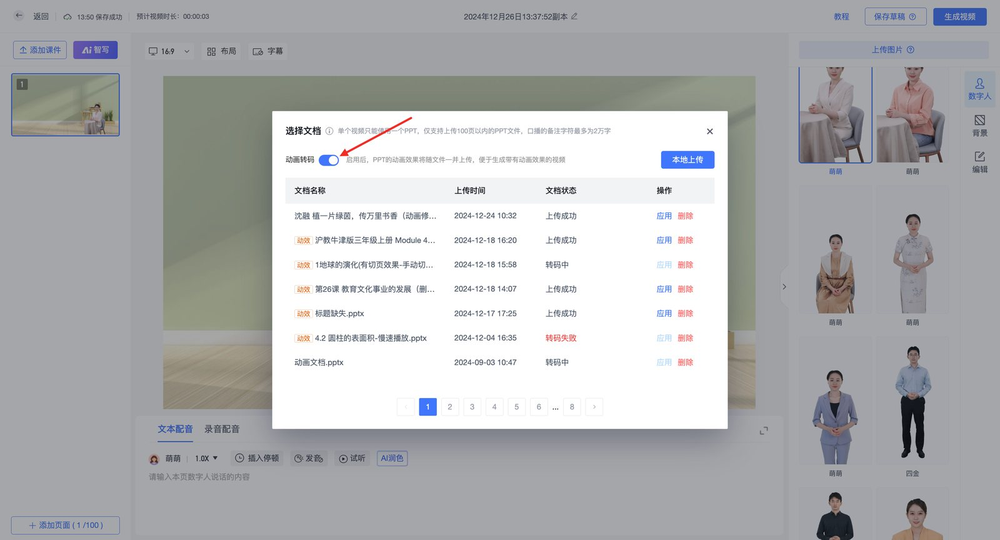 返回
13:50 保存成功
预计视频时长：00:00:03
2024年12月26日13:37:52副本
教程
保存草稿
生成视频
添加课件
Ai 智写
16:9
布局
字幕
上传图片
1
数字人
背景
编辑
选择文档
单个视频只能使用一个PPT，仅支持上传100页以内的PPT文件，口播的备注字符最多为2万字
动画转码
启用后，PPT的动画效果将随文件一并上传，便于生成带有动画效果的视频
本地上传
文档名称 上传时间 文档状态 操作
沈融 植一片绿茵，传万里书香（动画修... 2024-12-24 10:32 上传成功 应用 删除
动效 沪教牛津版三年级上册 Module 4... 2024-12-18 16:20 上传成功 应用 删除
动效 1地球的演化(有切页效果-手动切... 2024-12-18 15:58 转码中 应用 删除
动效 第26课 教育文化事业的发展（删... 2024-12-18 14:07 上传成功 应用 删除
动效 标题缺失.pptx 2024-12-17 17:25 上传成功 应用 删除
动效 4.2 圆柱的表面积-慢速播放.pptx 2024-12-04 16:35 转码失败 应用 删除
动画文档.pptx 2024-09-03 10:47 转码中 应用 删除
1 2 3 4 5 6 ... 8
萌萌 萌萌
萌萌 萌萌
萌萌 四金
文本配音
录音配音
萌萌
1.0X
插入停顿
发音
试听
AI润色
请输入本页数字人说话的内容
添加页面 ( 1 /100 )